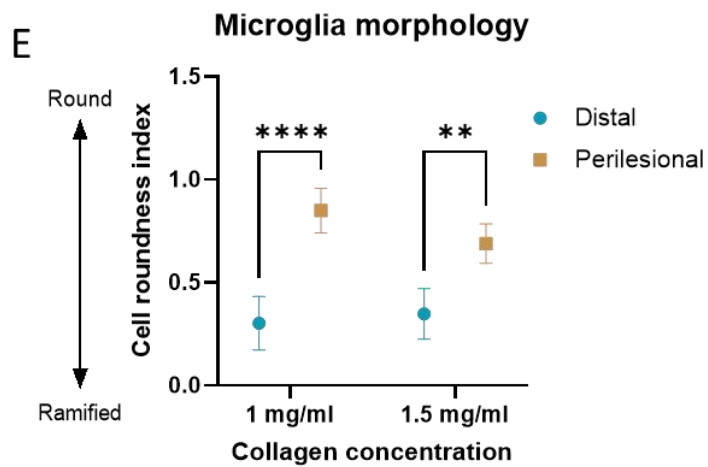 Microglia morphology
E
Round
Ramified
Cell roundness index
1.5
1.0
0.5
0.0
****
**
Distal
Perilesional
1 mg/ml
1.5 mg/ml
Collagen concentration